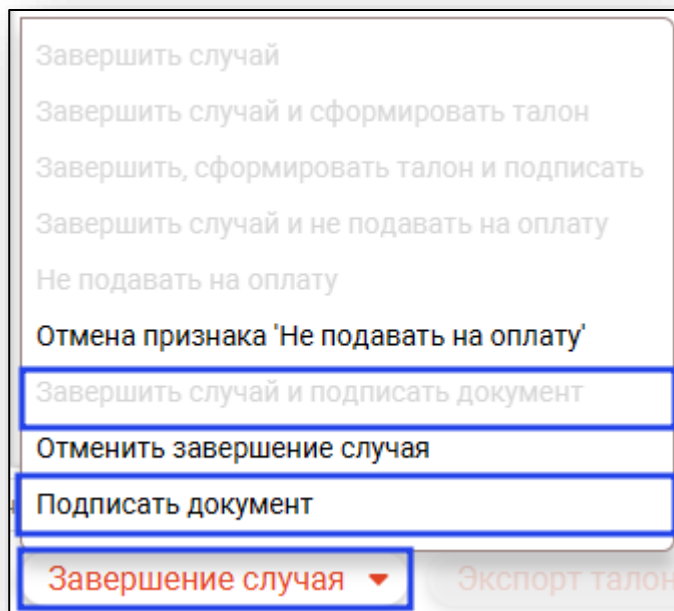 Завершить случай
Завершить случай и сформировать талон
Завершить, сформировать талон и подписать
Завершить случай и не подавать на оплату
Не подавать на оплату
Отмена признака 'Не подавать на оплату'
Завершить случай и подписать документ
Отменить завершение случая
Подписать документ
Завершение случая Экспорт талон